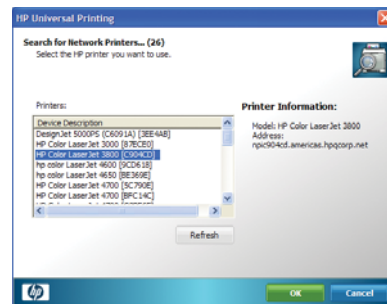 HP Universal Printing
Search for Network Printers... (26)
Select the HP printer you want to use.
Printers:
Device Description
DesignJet 5000PS (C6091A) [3EE4AB]
HP Color LaserJet 3000 [87ECE0]
HP Color LaserJet 3800 [C904CD]
hp color LaserJet 4600 [9CD61B]
hp color LaserJet 4650 [BE369E]
HP Color LaserJet 4700 [5C790E]
HP Color LaserJet 4700 [BFC14C]
Printer Information:
Model: HP Color LaserJet 3800
Address:
npic904cd.americas.hpqcorp.net
Refresh
hp
OK
Cancel